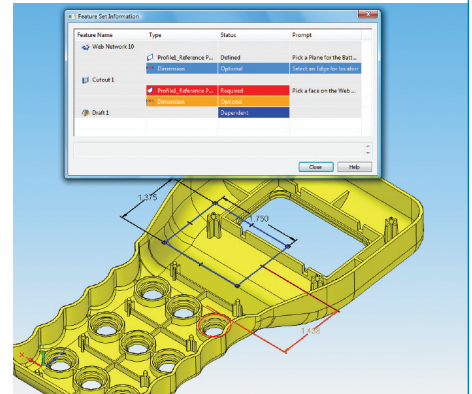 Feature Set Information
Feature Name Type Status Prompt
Web Network 10
Profile1_Reference P... Defined Pick a Plane for the Batt...
Dimension Optional Select an Edge for location
Cutout 1
Profile1_Reference P... Required Pick a face on the Web ...
Dimension Optional
Draft 1 Dependent
Close Help
1.375
1.750
1.438
X